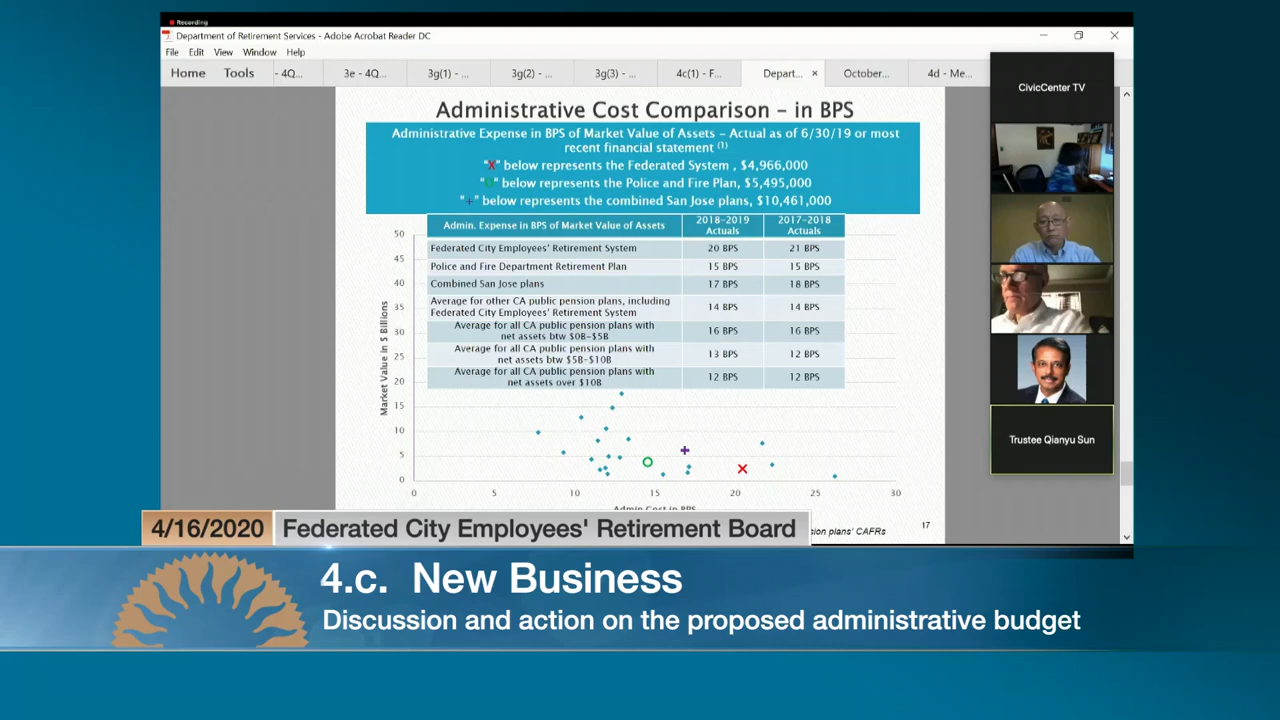 Recording
Department of Retirement Services - Adobe Acrobat Reader DC
File Edit View Window Help
Home Tools - 4Q... 3e - 4Q... 3g(1) - ... 3g(2) - ... 3g(3) - ... 4c(1) - F... Depart... × October... 4d - Me...
Administrative Cost Comparison – in BPS
Administrative Expense in BPS of Market Value of Assets – Actual as of 6/30/19 or most
recent financial statement (1)
"X" below represents the Federated System , $4,966,000
"O" below represents the Police and Fire Plan, $5,495,000
"+" below represents the combined San Jose plans, $10,461,000
Admin. Expense in BPS of Market Value of Assets 2018-2019 Actuals 2017-2018 Actuals
Federated City Employees' Retirement System 20 BPS 21 BPS
Police and Fire Department Retirement Plan 15 BPS 15 BPS
Combined San Jose plans 17 BPS 18 BPS
Average for other CA public pension plans, including
Federated City Employees' Retirement System 14 BPS 14 BPS
Average for all CA public pension plans with
net assets btw $0B-$5B 16 BPS 16 BPS
Average for all CA public pension plans with
net assets btw $5B-$10B 13 BPS 12 BPS
Average for all CA public pension plans with
net assets over $10B 12 BPS 12 BPS
Market Value in $ Billions
50
45
40
35
30
25
20
15
10
5
0
0 5 10 15 20 25 30
Admin Cost in BPS
pension plans' CAFRs
17
CivicCenter TV
Trustee Qianyu Sun
4/16/2020 Federated City Employees' Retirement Board
4.c. New Business
Discussion and action on the proposed administrative budget